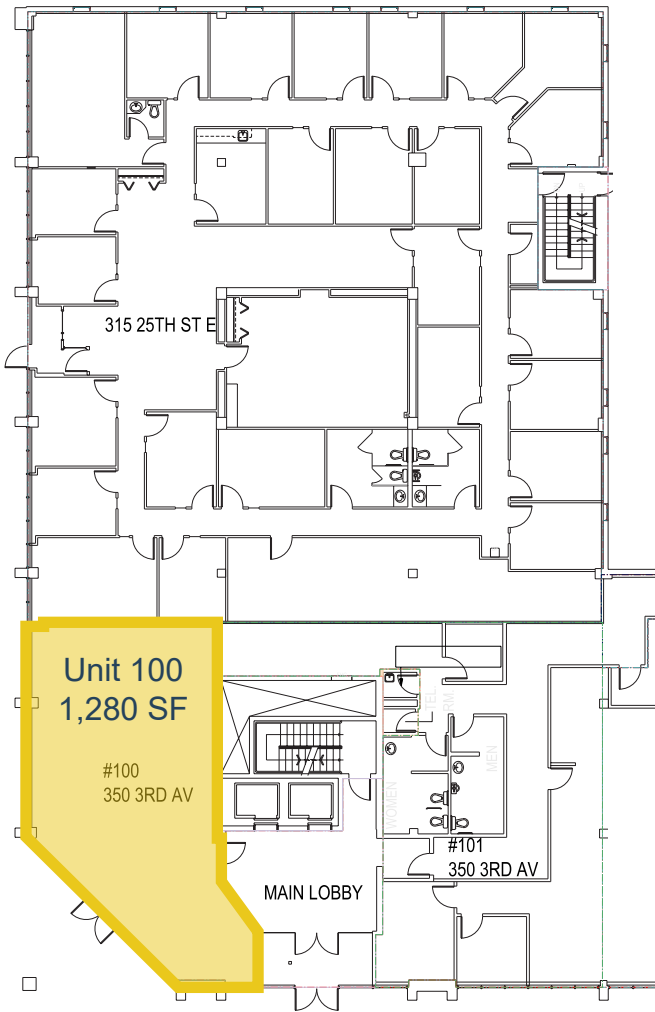 315 25TH ST E
Unit 100
1,280 SF
#100
350 3RD AV
TEL.
RM.
WOMEN
MEN
#101
350 3RD AV
MAIN LOBBY